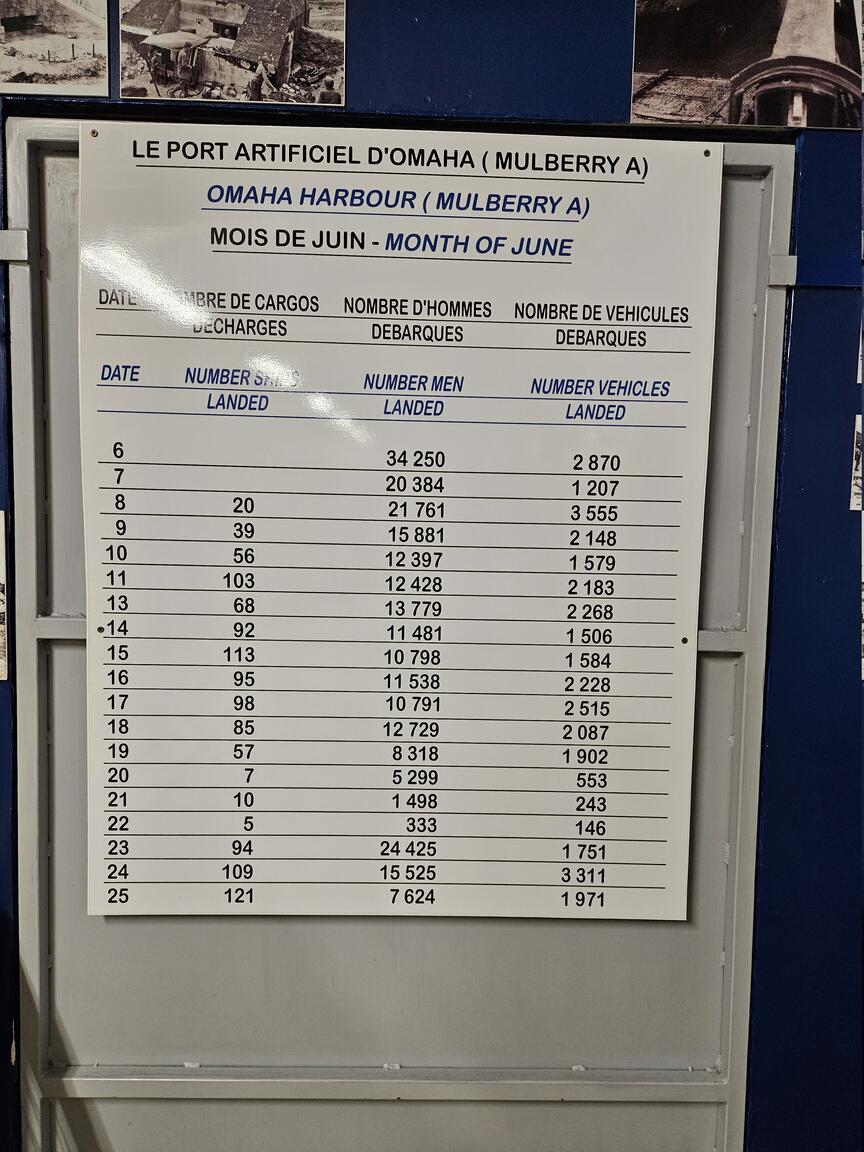 LE PORT ARTIFICIEL D'OMAHA ( MULBERRY A)
OMAHA HARBOUR ( MULBERRY A)
MOIS DE JUIN - MONTH OF JUNE
DATE NOMBRE DE CARGOS NOMBRE D'HOMMES NOMBRE DE VEHICULES
DECHARGES DEBARQUES DEBARQUES
DATE NUMBER SHIPS NUMBER MEN NUMBER VEHICLES
LANDED LANDED LANDED
6 34 250 2 870
7 20 384 1 207
8 20 21 761 3 555
9 39 15 881 2 148
10 56 12 397 1 579
11 103 12 428 2 183
13 68 13 779 2 268
14 92 11 481 1 506
15 113 10 798 1 584
16 95 11 538 2 228
17 98 10 791 2 515
18 85 12 729 2 087
19 57 8 318 1 902
20 7 5 299 553
21 10 1 498 243
22 5 333 146
23 94 24 425 1 751
24 109 15 525 3 311
25 121 7 624 1 971